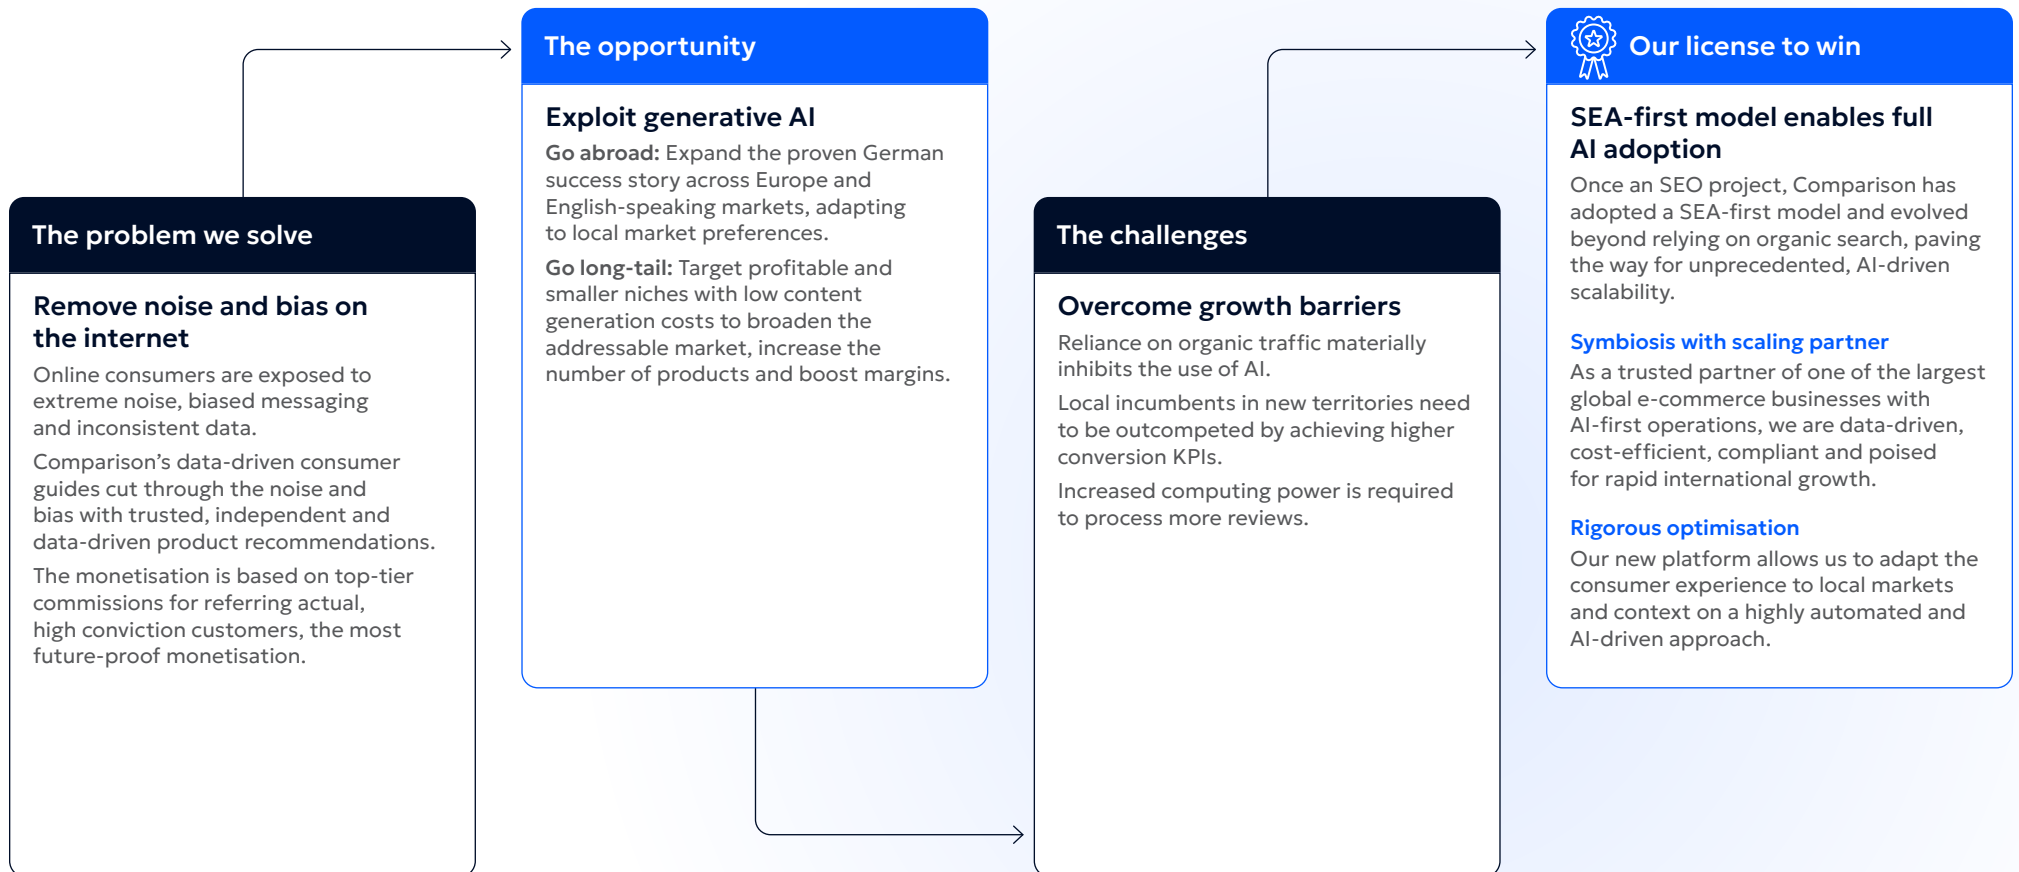 The problem we solve
Remove noise and bias on
the internet
Online consumers are exposed to
extreme noise, biased messaging
and inconsistent data.
Comparison’s data-driven consumer
guides cut through the noise and
bias with trusted, independent and
data-driven product recommendations.
The monetisation is based on top-tier
commissions for referring actual,
high conviction customers, the most
future-proof monetisation.
The opportunity
Exploit generative AI
Go abroad: Expand the proven German
success story across Europe and
English-speaking markets, adapting
to local market preferences.
Go long-tail: Target profitable and
smaller niches with low content
generation costs to broaden the
addressable market, increase the
number of products and boost margins.
The challenges
Overcome growth barriers
Reliance on organic traffic materially
inhibits the use of AI.
Local incumbents in new territories need
to be outcompeted by achieving higher
conversion KPIs.
Increased computing power is required
to process more reviews.
Our license to win
SEA-first model enables full
AI adoption
Once an SEO project, Comparison has
adopted a SEA-first model and evolved
beyond relying on organic search, paving
the way for unprecedented, AI-driven
scalability.
Symbiosis with scaling partner
As a trusted partner of one of the largest
global e-commerce businesses with
AI-first operations, we are data-driven,
cost-efficient, compliant and poised
for rapid international growth.
Rigorous optimisation
Our new platform allows us to adapt the
consumer experience to local markets
and context on a highly automated and
AI-driven approach.